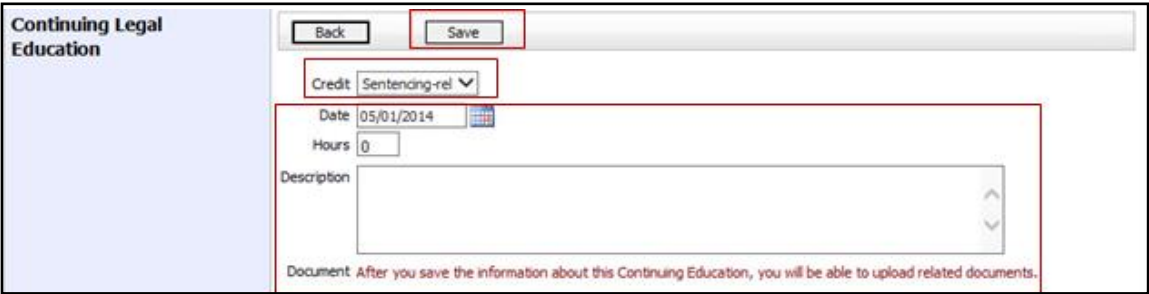 Continuing Legal
Education
Back Save
Credit Sentencing-rel
Date 05/01/2014
Hours 0
Description
Document After you save the information about this Continuing Education, you will be able to upload related documents.